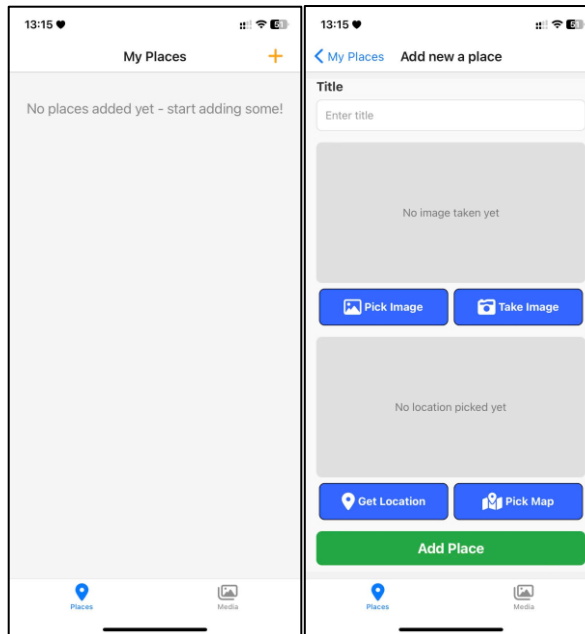 13:15
51
My Places
No places added yet - start adding some!
Places
Media
13:15
51
My Places
Add new a place
Title
Enter title
No image taken yet
Pick Image
Take Image
No location picked yet
Get Location
Pick Map
Add Place
Places
Media